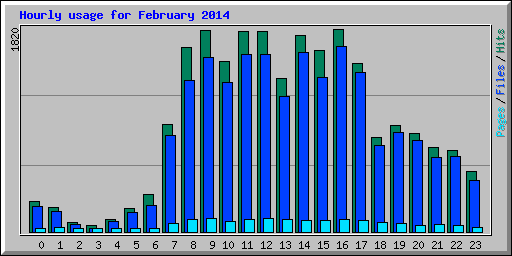 Hourly usage for February 2014
1820
Pages/Files/Hits
0 1 2 3 4 5 6 7 8 9 10 11 12 13 14 15 16 17 18 19 20 21 22 23